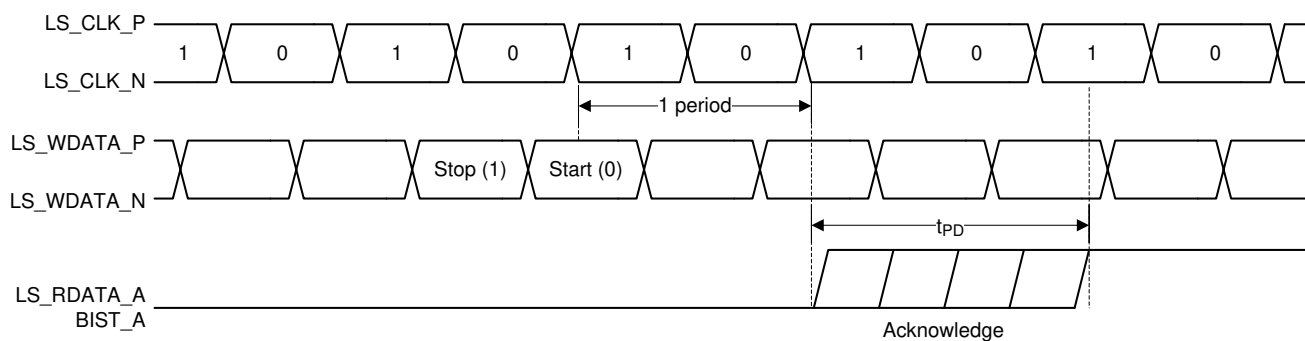 LS_CLK_P
1 0 1 0 1 0 1 0 1 0
LS_CLK_N
1 period
LS_WDATA_P
Stop (1) Start (0)
LS_WDATA_N
tPD
LS_RDATA_A
BIST_A
Acknowledge